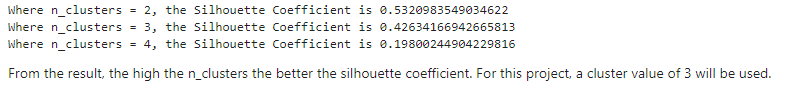 Where n_clusters = 2, the Silhouette Coefficient is 0.5320983549034622
Where n_clusters = 3, the Silhouette Coefficient is 0.42634166942665813
Where n_clusters = 4, the Silhouette Coefficient is 0.19800244904229816
From the result, the high the n_clusters the better the silhouette coefficient. For this project, a cluster value of 3 will be used.